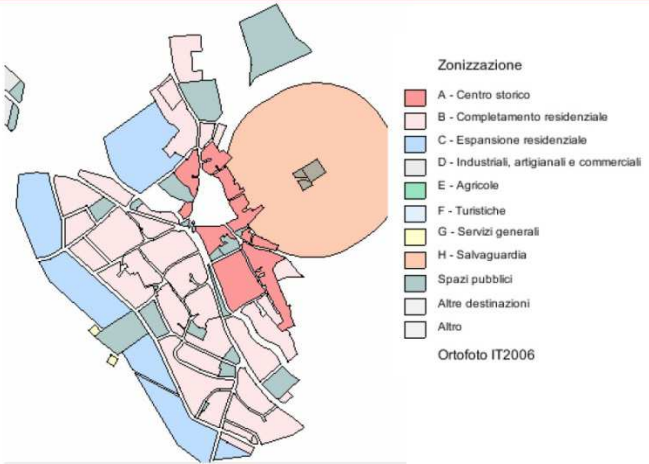 Zonizzazione
A - Centro storico
B - Completamento residenziale
C - Espansione residenziale
D - Industriali, artigianali e commerciali
E - Agricole
F - Turistiche
G - Servizi generali
H - Salvaguardia
Spazi pubblici
Altre destinazioni
Altro
Ortofoto IT2006